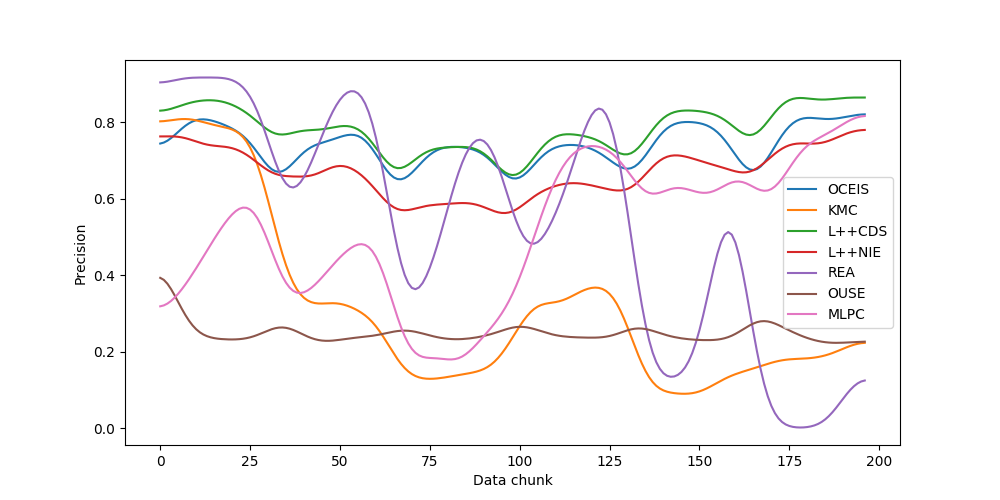 0.8
0.6
0.4
0.2
0.0
Precision
0
25
50
75
100
125
150
175
200
Data chunk
OCEIS
KMC
L++CDS
L++NIE
REA
OUSE
MLPC